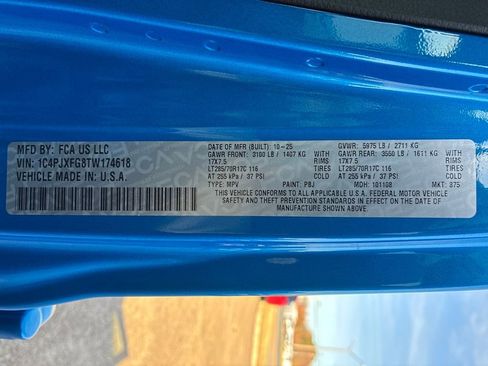 MFD BY: FCA US LLC
VIN: 1C4PJXFG8TW174618
VEHICLE MADE IN: U.S.A.
DATE OF MFR (BUILT): 10-25 GVWR: 5975 LB / 2711 KG
GAWR FRONT: 3100 LB / 1407 KG WITH GAWR REAR: 3550 LB / 1611 KG WITH
17X7.5 RIMS 17X7.5 RIMS
LT285/70R17C 116 TIRES LT285/70R17C 116 TIRES
AT 255 kPa / 37 PSI COLD AT 255 kPa / 37 PSI COLD
TYPE: MPV PAINT: PBJ MDH: 101108 MKT: 875
THIS VEHICLE CONFORMS TO ALL APPLICABLE U.S.A. FEDERAL MOTOR VEHICLE
SAFETY AND THEFT PREVENTION STANDARDS IN EFFECT ON THE DATE OF
MANUFACTURE SHOWN ABOVE.